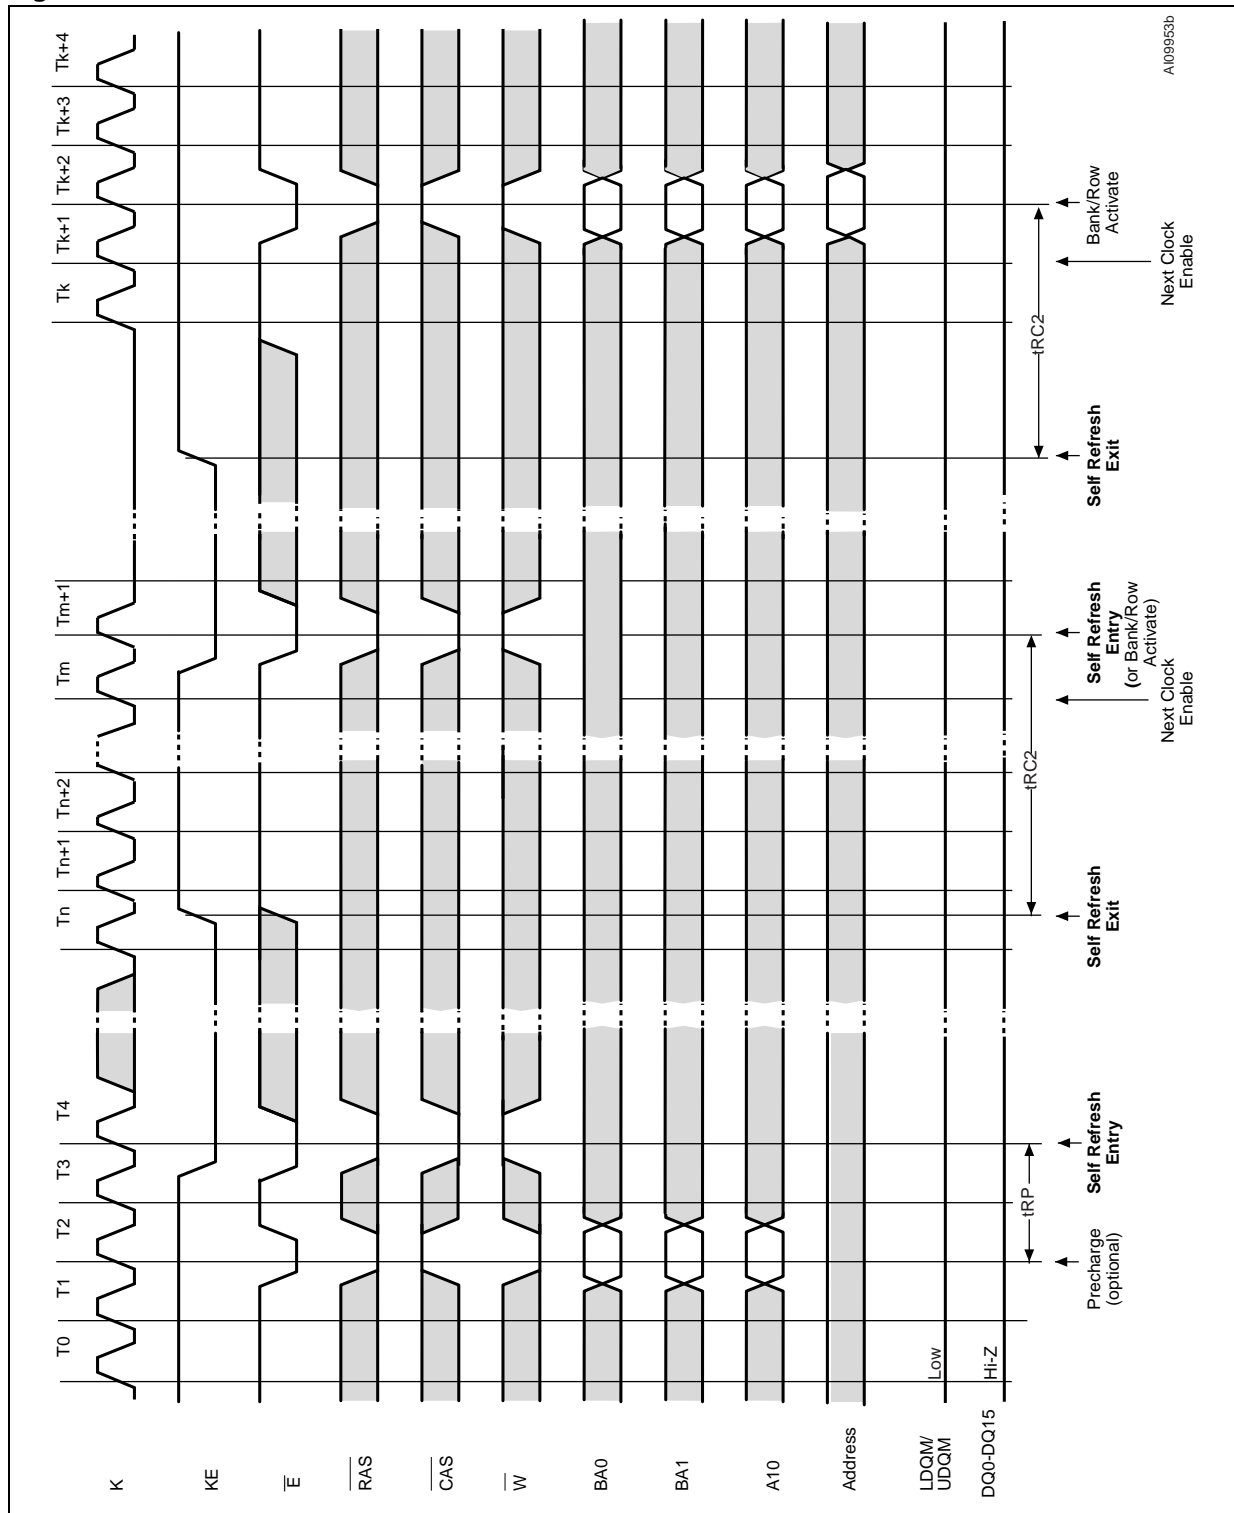 T0 T1 T2 T3 T4 Tn Tn+1 Tn+2 Tm Tm+1 Tk Tk+1 Tk+2 Tk+3 Tk+4
K
KE
E
RAS
CAS
W
BA0
BA1
A10
Address
LDQM/
UDQM
Low
DQ0-DQ15
Hi-Z
tRP
tRC2
tRC2
Precharge
(optional)
Self Refresh
Entry
Self Refresh
Exit
Self Refresh
Entry
(or Bank/Row
Activate)
Next Clock
Enable
Self Refresh
Exit
Bank/Row
Activate
Next Clock
Enable
AI09953b